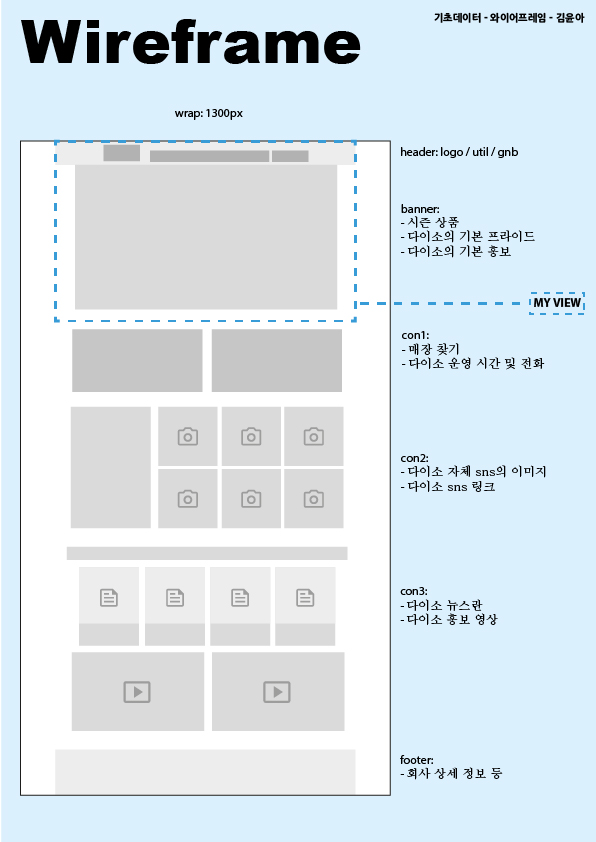 Wireframe
기초데이터 - 와이어프레임 - 김윤아
wrap: 1300px
header: logo / util / gnb
banner:
- 시즌 상품
- 다이소의 기본 프라이드
- 다이소의 기본 홍보
MY VIEW
con1:
- 매장 찾기
- 다이소 운영 시간 및 전화
con2:
- 다이소 자체 sns의 이미지
- 다이소 sns 링크
con3:
- 다이소 뉴스란
- 다이소 홍보 영상
footer:
- 회사 상세 정보 등